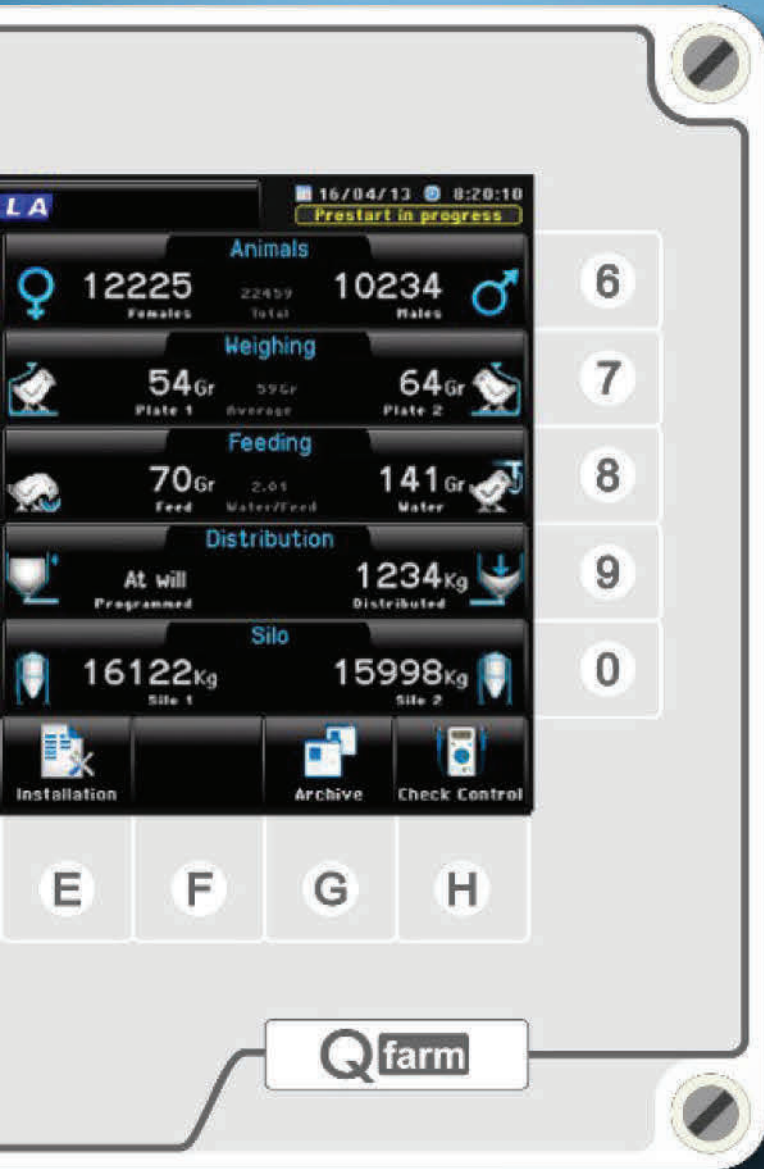 LA 16/04/13 8:20:10
Prestart in progress
Animals
12225 22459 10234
Females Total Males
6
Weighing
54Gr 59Gr 64Gr
Plate 1 Average Plate 2
7
Feeding
70Gr 2.01 141Gr
Feed Water/Feed Water
8
Distribution
At will 1234Kg
Programmed Distributed
9
Silo
16122Kg 15998Kg
Silo 1 Silo 2
0
Installation Archive Check Control
E F G H
Q farm